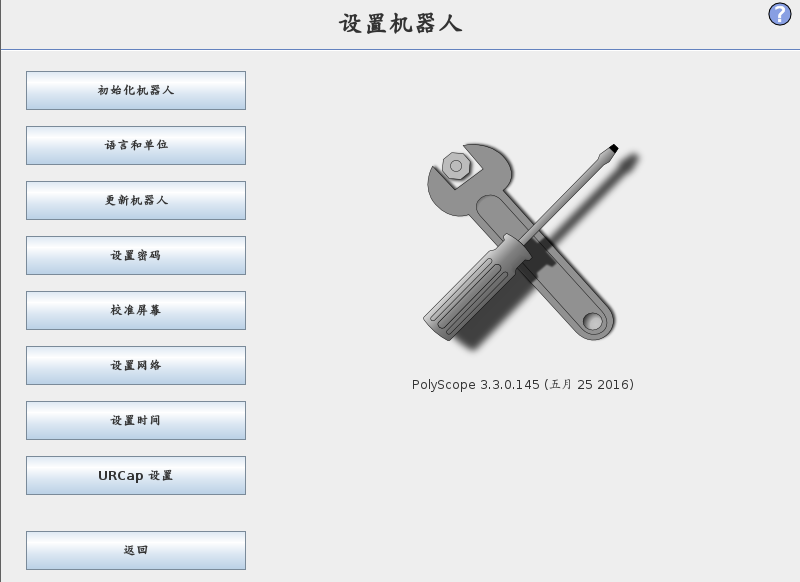 设置机器人
?
初始化机器人
语言和单位
更新机器人
设置密码
校准屏幕
设置网络
设置时间
URCap 设置
返回
PolyScope 3.3.0.145 (五月 25 2016)